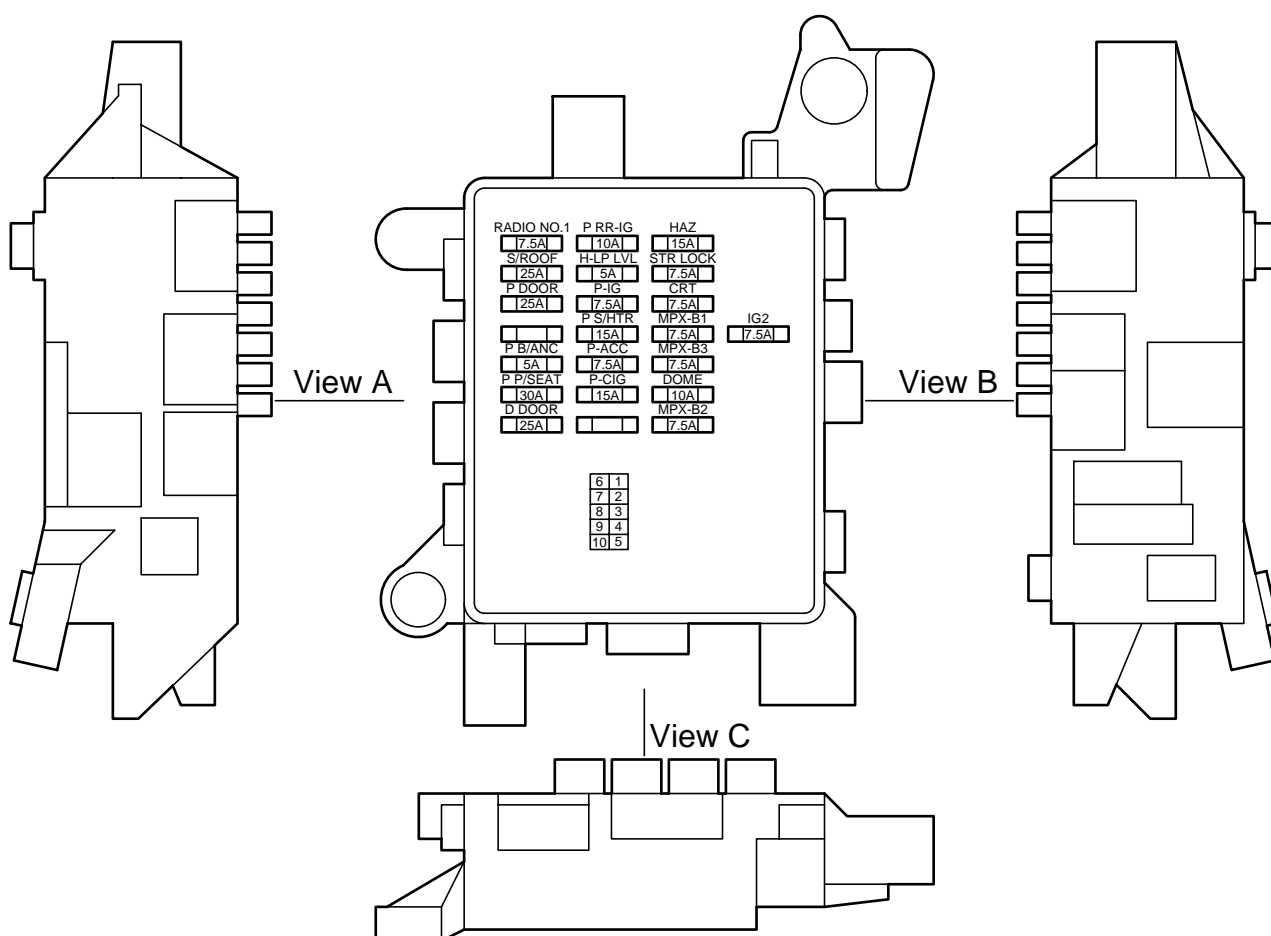 RADIO NO.1 P RR-IG HAZ
7.5A 10A 15A
S/ROOF H-LP LVL STR LOCK
25A 5A 7.5A
P DOOR P-IG CRT
25A 7.5A 7.5A
P S/HTR MPX-B1 IG2
15A 7.5A 7.5A
P B/ANC P-ACC MPX-B3
5A 7.5A 7.5A
P P/SEAT P-CIG DOME
30A 15A 10A
D DOOR MPX-B2
25A 7.5A
View A
View B
6 1
7 2
8 3
9 4
10 5
View C